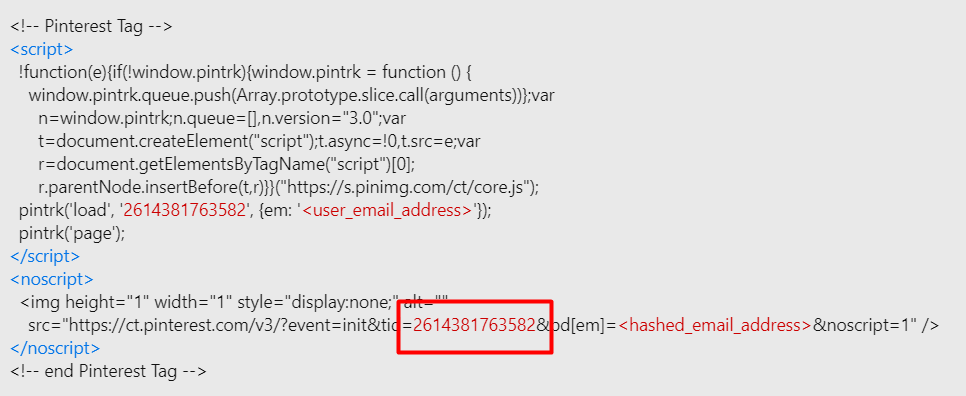 <!-- Pinterest Tag -->
<script>
!function(e){if(!window.pintrk){window.pintrk = function () {
window.pintrk.queue.push(Array.prototype.slice.call(arguments))};var
n=window.pintrk;n.queue=[],n.version="3.0";var
t=document.createElement("script");t.async=!0,t.src=e;var
r=document.getElementsByTagName("script")[0];
r.parentNode.insertBefore(t,r)}}("https://s.pinimg.com/ct/core.js");
pintrk('load', '2614381763582', {em: '<user_email_address>'});
pintrk('page');
</script>
<noscript>
<img height="1" width="1" style="display:none;" alt=""
src="https://ct.pinterest.com/v3/?event=init&tid=2614381763582&pd[em]=<hashed_email_address>&noscript=1" />
</noscript>
<!-- end Pinterest Tag -->